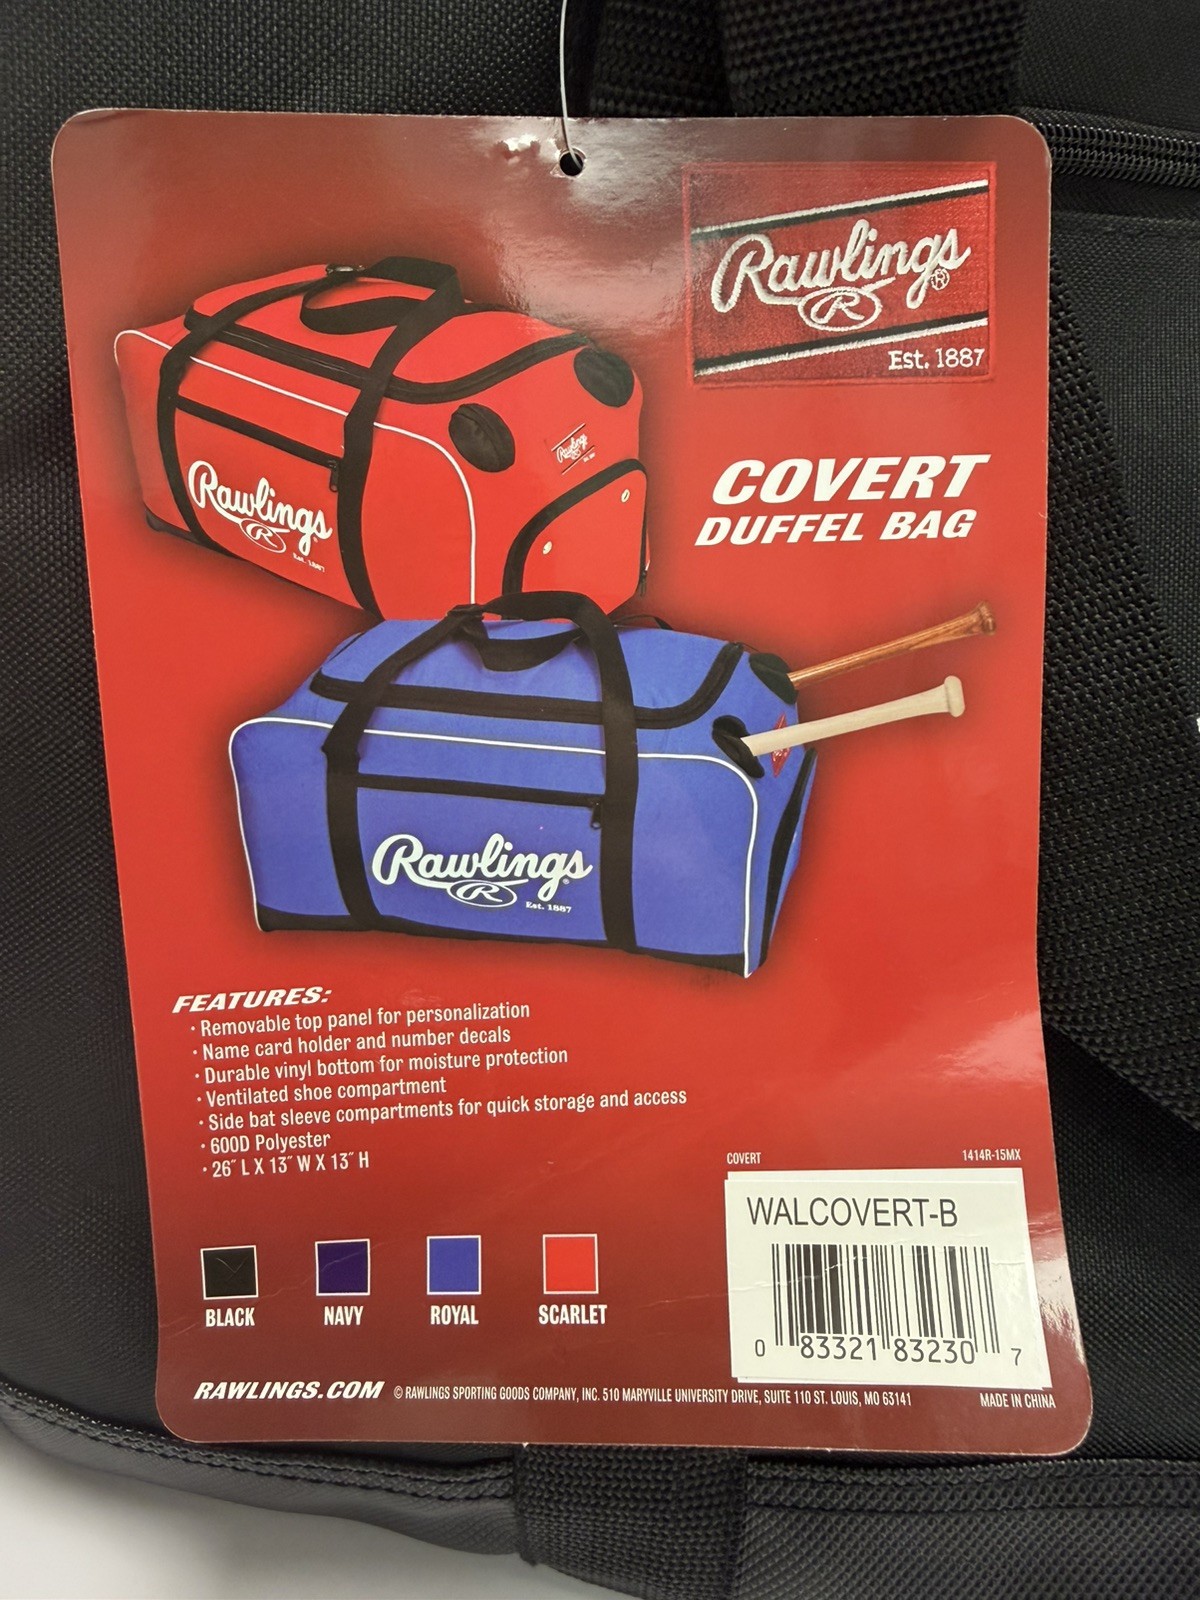 Rawlings®
R
Est. 1887
COVERT
DUFFEL BAG
Rawlings
R
Est. 1887
Rawlings
Rawlings
R
Est. 1887
FEATURES:
· Removable top panel for personalization
· Name card holder and number decals
· Durable vinyl bottom for moisture protection
· Ventilated shoe compartment
· Side bat sleeve compartments for quick storage and access
· 600D Polyester
· 26″ L X 13″ W X 13″ H
COVERT 1414R-15MX
WALCOVERT-B
0 83321 83230 7
BLACK NAVY ROYAL SCARLET
RAWLINGS.COM © RAWLINGS SPORTING GOODS COMPANY, INC. 510 MARYVILLE UNIVERSITY DRIVE, SUITE 110 ST. LOUIS, MO 63141 MADE IN CHINA